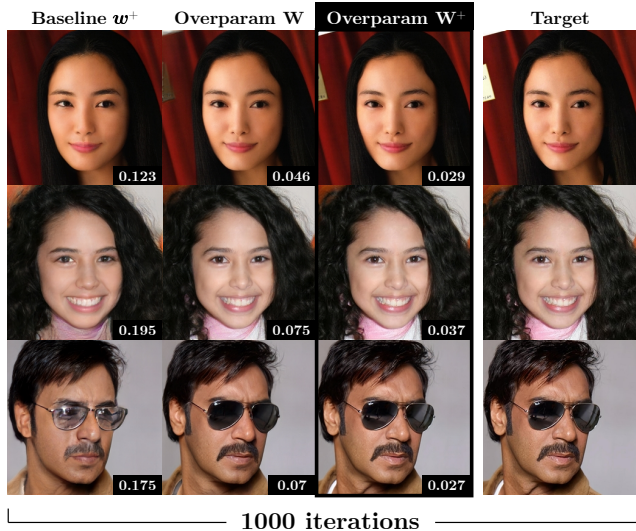 Baseline w⁺ Overparam W Overparam W⁺ Target
0.123 0.046 0.029
0.195 0.075 0.037
0.175 0.07 0.027
1000 iterations